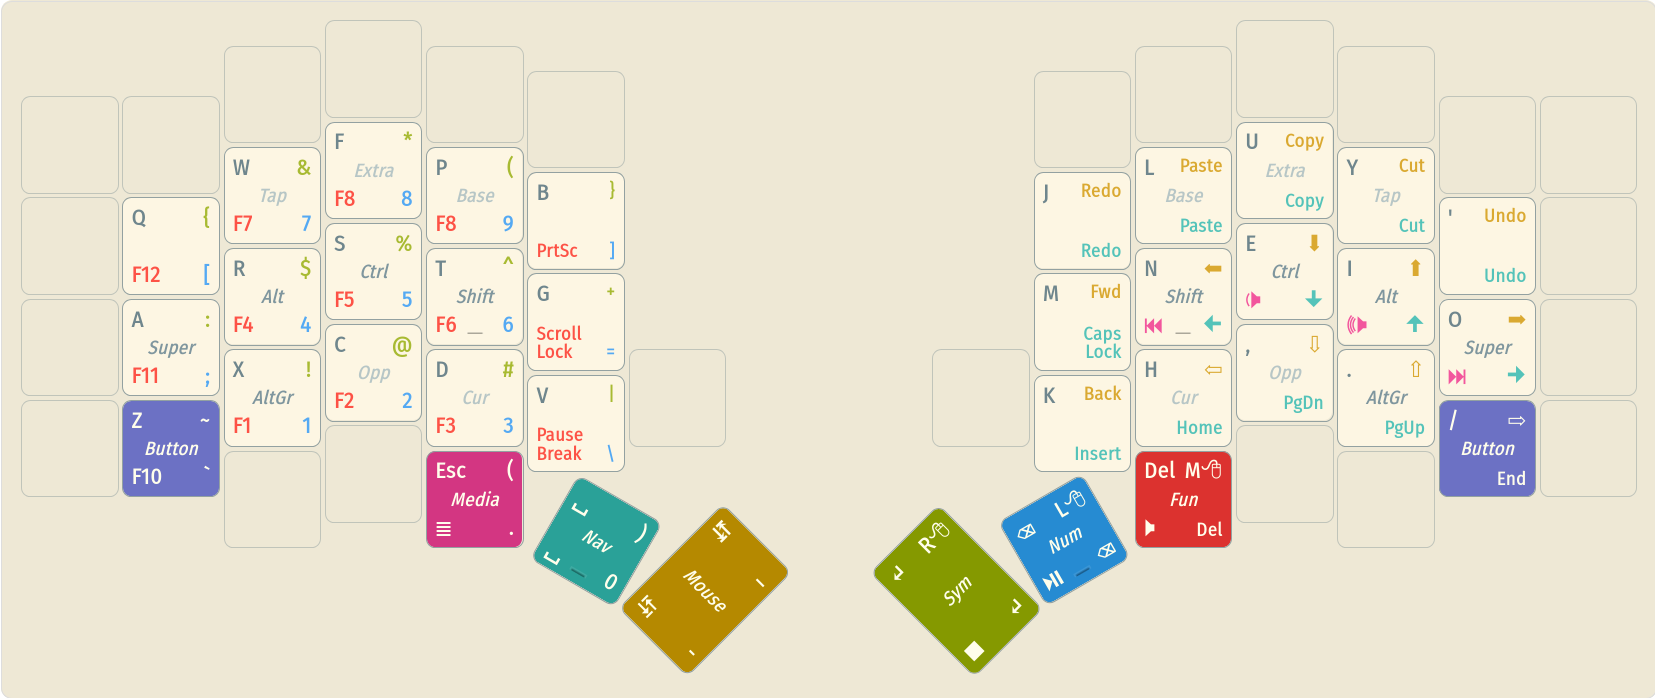 Q {
F12 [
W &
Tap
F7 7
F *
Extra
F8 8
P (
Base
F8 9
B }
PrtSc ]
A :
Super
F11 ;
R $
Alt
F4 4
S %
Ctrl
F5 5
T ^
Shift
F6 _ 6
G +
Scroll
Lock =
Z ~
Button
F10 `
X !
AltGr
F1 1
C @
Opp
F2 2
D #
Cur
F3 3
V |
Pause
Break \
Esc (
Media
.
)
Nav
_ 0
Mouse
J Redo
Redo
L Paste
Base
Paste
U Copy
Extra
Copy
Y Cut
Tap
Cut
' Undo
Undo
M Fwd
Caps
Lock
N ⬅
Shift
⏮ _ ←
E ⬇
Ctrl
↓
I ⬆
Alt
↑
O ➡
Super
⏭ →
K Back
Insert
H ⇦
Cur
Home
, ⇩
Opp
PgDn
. ⇧
AltGr
PgUp
/ ⇨
Button
End
R
Sym
L
Num
_
Del M
Fun
Del